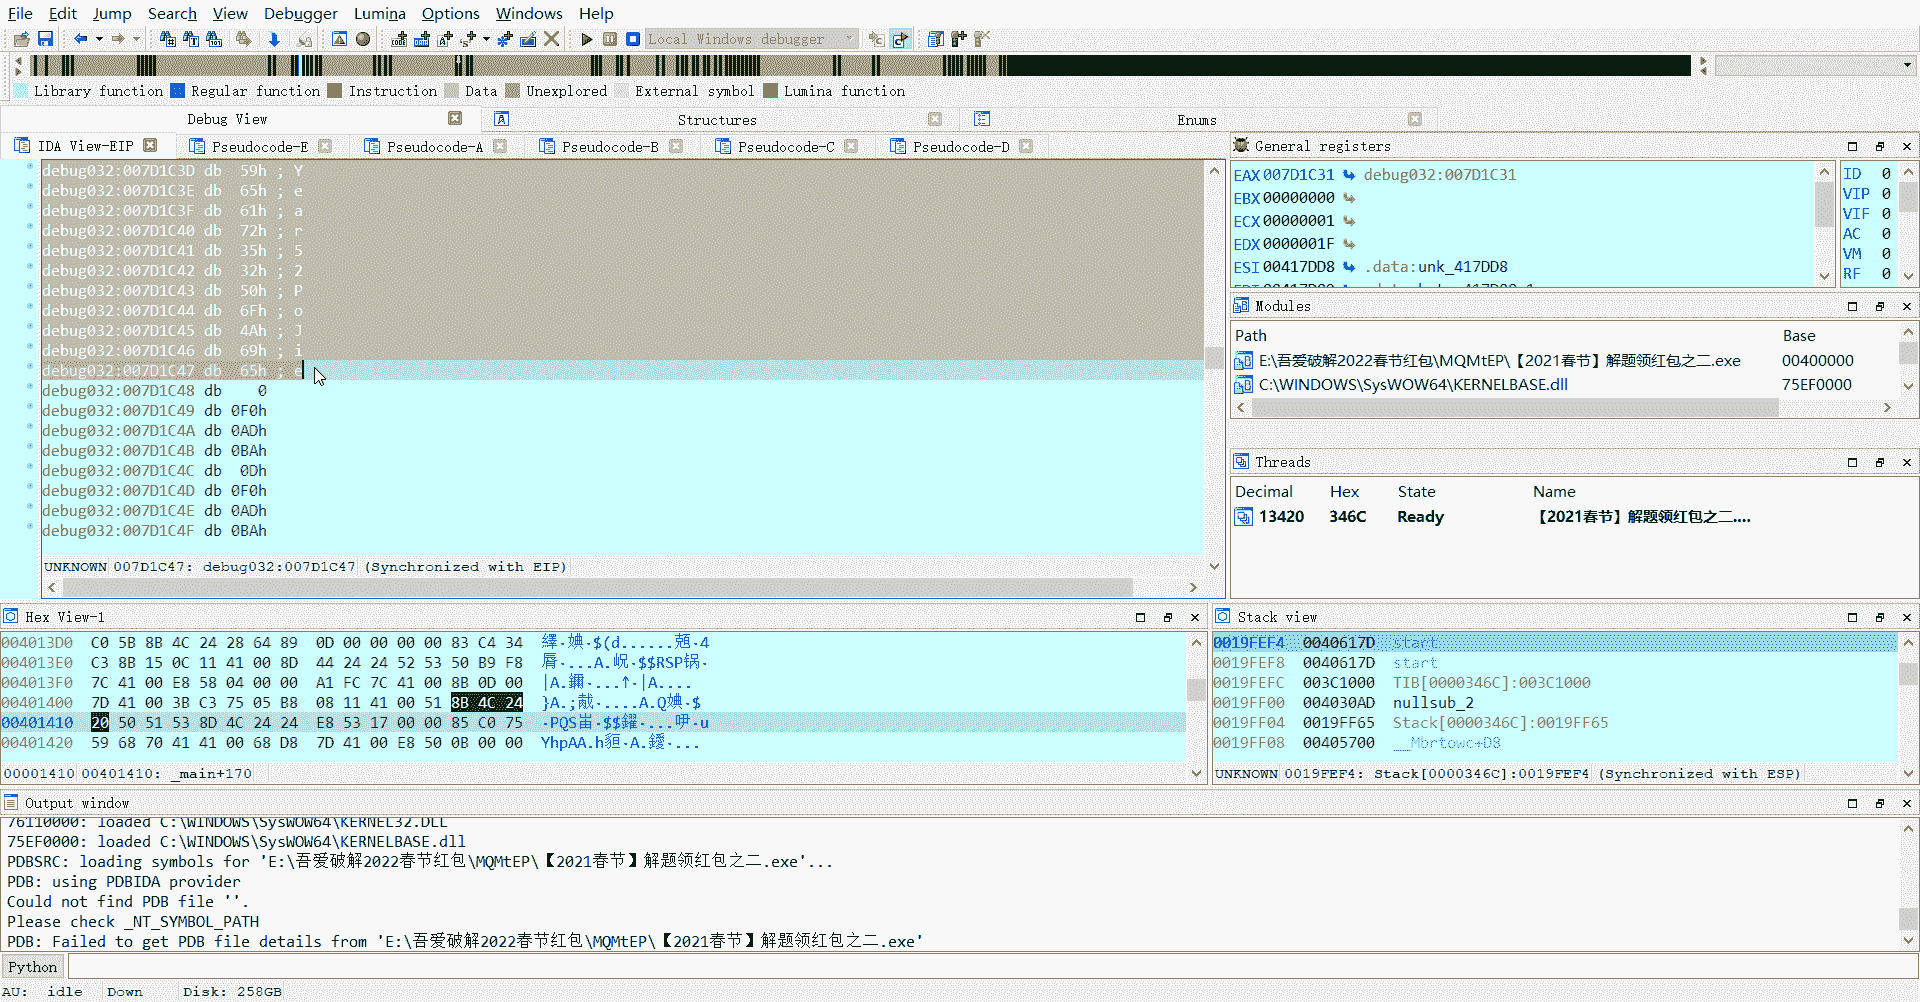 File Edit Jump Search View Debugger Lumina Options Windows Help
Local Windows debugger
Library function Regular function Instruction Data Unexplored External symbol Lumina function
Debug View Structures Enums
IDA View-EIP Pseudocode-E Pseudocode-A Pseudocode-B Pseudocode-C Pseudocode-D
debug032:007D1C3D db 59h ; Y
debug032:007D1C3E db 65h ; e
debug032:007D1C3F db 61h ; a
debug032:007D1C40 db 72h ; r
debug032:007D1C41 db 35h ; 5
debug032:007D1C42 db 32h ; 2
debug032:007D1C43 db 50h ; P
debug032:007D1C44 db 6Fh ; o
debug032:007D1C45 db 4Ah ; J
debug032:007D1C46 db 69h ; i
debug032:007D1C47 db 65h ; e
debug032:007D1C48 db 0
debug032:007D1C49 db 0F0h
debug032:007D1C4A db 0ADh
debug032:007D1C4B db 0BAh
debug032:007D1C4C db 0Dh
debug032:007D1C4D db 0F0h
debug032:007D1C4E db 0ADh
debug032:007D1C4F db 0BAh
UNKNOWN 007D1C47: debug032:007D1C47 (Synchronized with EIP)
General registers
EAX 007D1C31 debug032:007D1C31
EBX 00000000
ECX 00000001
EDX 0000001F
ESI 00417DD8 .data:unk_417DD8
ID 0
VIP 0
VIF 0
AC 0
VM 0
RF 0
Modules
Path Base
E:\吾爱破解2022春节红包\MQMtEP\【2021春节】解题领红包之二.exe 00400000
C:\WINDOWS\SysWOW64\KERNELBASE.dll 75EF0000
Threads
Decimal Hex State Name
13420 346C Ready 【2021春节】解题领红包之二....
Hex View-1
004013D0 C0 5B 8B 4C 24 28 64 89 0D 00 00 00 00 83 C4 34
004013E0 C3 8B 15 0C 11 41 00 8D 44 24 24 52 53 50 B9 F8
004013F0 7C 41 00 E8 58 04 00 00 A1 FC 7C 41 00 8B 0D 00
00401400 7D 41 00 3B C3 75 05 B8 08 11 41 00 51 8B 4C 24
00401410 20 50 51 53 8D 4C 24 24 E8 53 17 00 00 85 C0 75
00401420 59 68 70 41 41 00 68 D8 7D 41 00 E8 50 0B 00 00
00001410 00401410: _main+170
Stack view
0019FEF4 0040617D start
0019FEF8 0040617D start
0019FEFC 003C1000 TIB[0000346C]:003C1000
0019FF00 004030AD nullsub_2
0019FF04 0019FF65 Stack[0000346C]:0019FF65
0019FF08 00405700 __Mbrtowc+D8
UNKNOWN 0019FEF4: Stack[0000346C]:0019FEF4 (Synchronized with ESP)
Output window
76110000: loaded C:\WINDOWS\SysWOW64\KERNEL32.DLL
75EF0000: loaded C:\WINDOWS\SysWOW64\KERNELBASE.dll
PDBSRC: loading symbols for 'E:\吾爱破解2022春节红包\MQMtEP\【2021春节】解题领红包之二.exe'...
PDB: using PDBIDA provider
Could not find PDB file ''.
Please check _NT_SYMBOL_PATH
PDB: Failed to get PDB file details from 'E:\吾爱破解2022春节红包\MQMtEP\【2021春节】解题领红包之二.exe'
Python
AU: idle Down Disk: 258GB